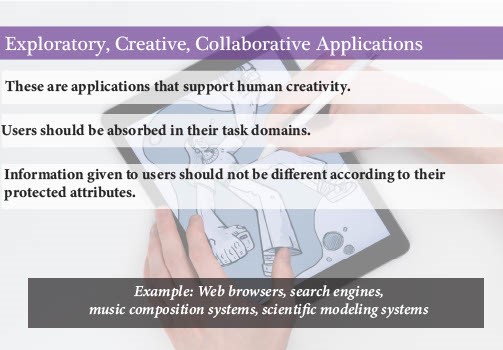 Exploratory, Creative, Collaborative Applications
These are applications that support human creativity.
Users should be absorbed in their task domains.
Information given to users should not be different according to their
protected attributes.
Example: Web browsers, search engines,
music composition systems, scientific modeling systems